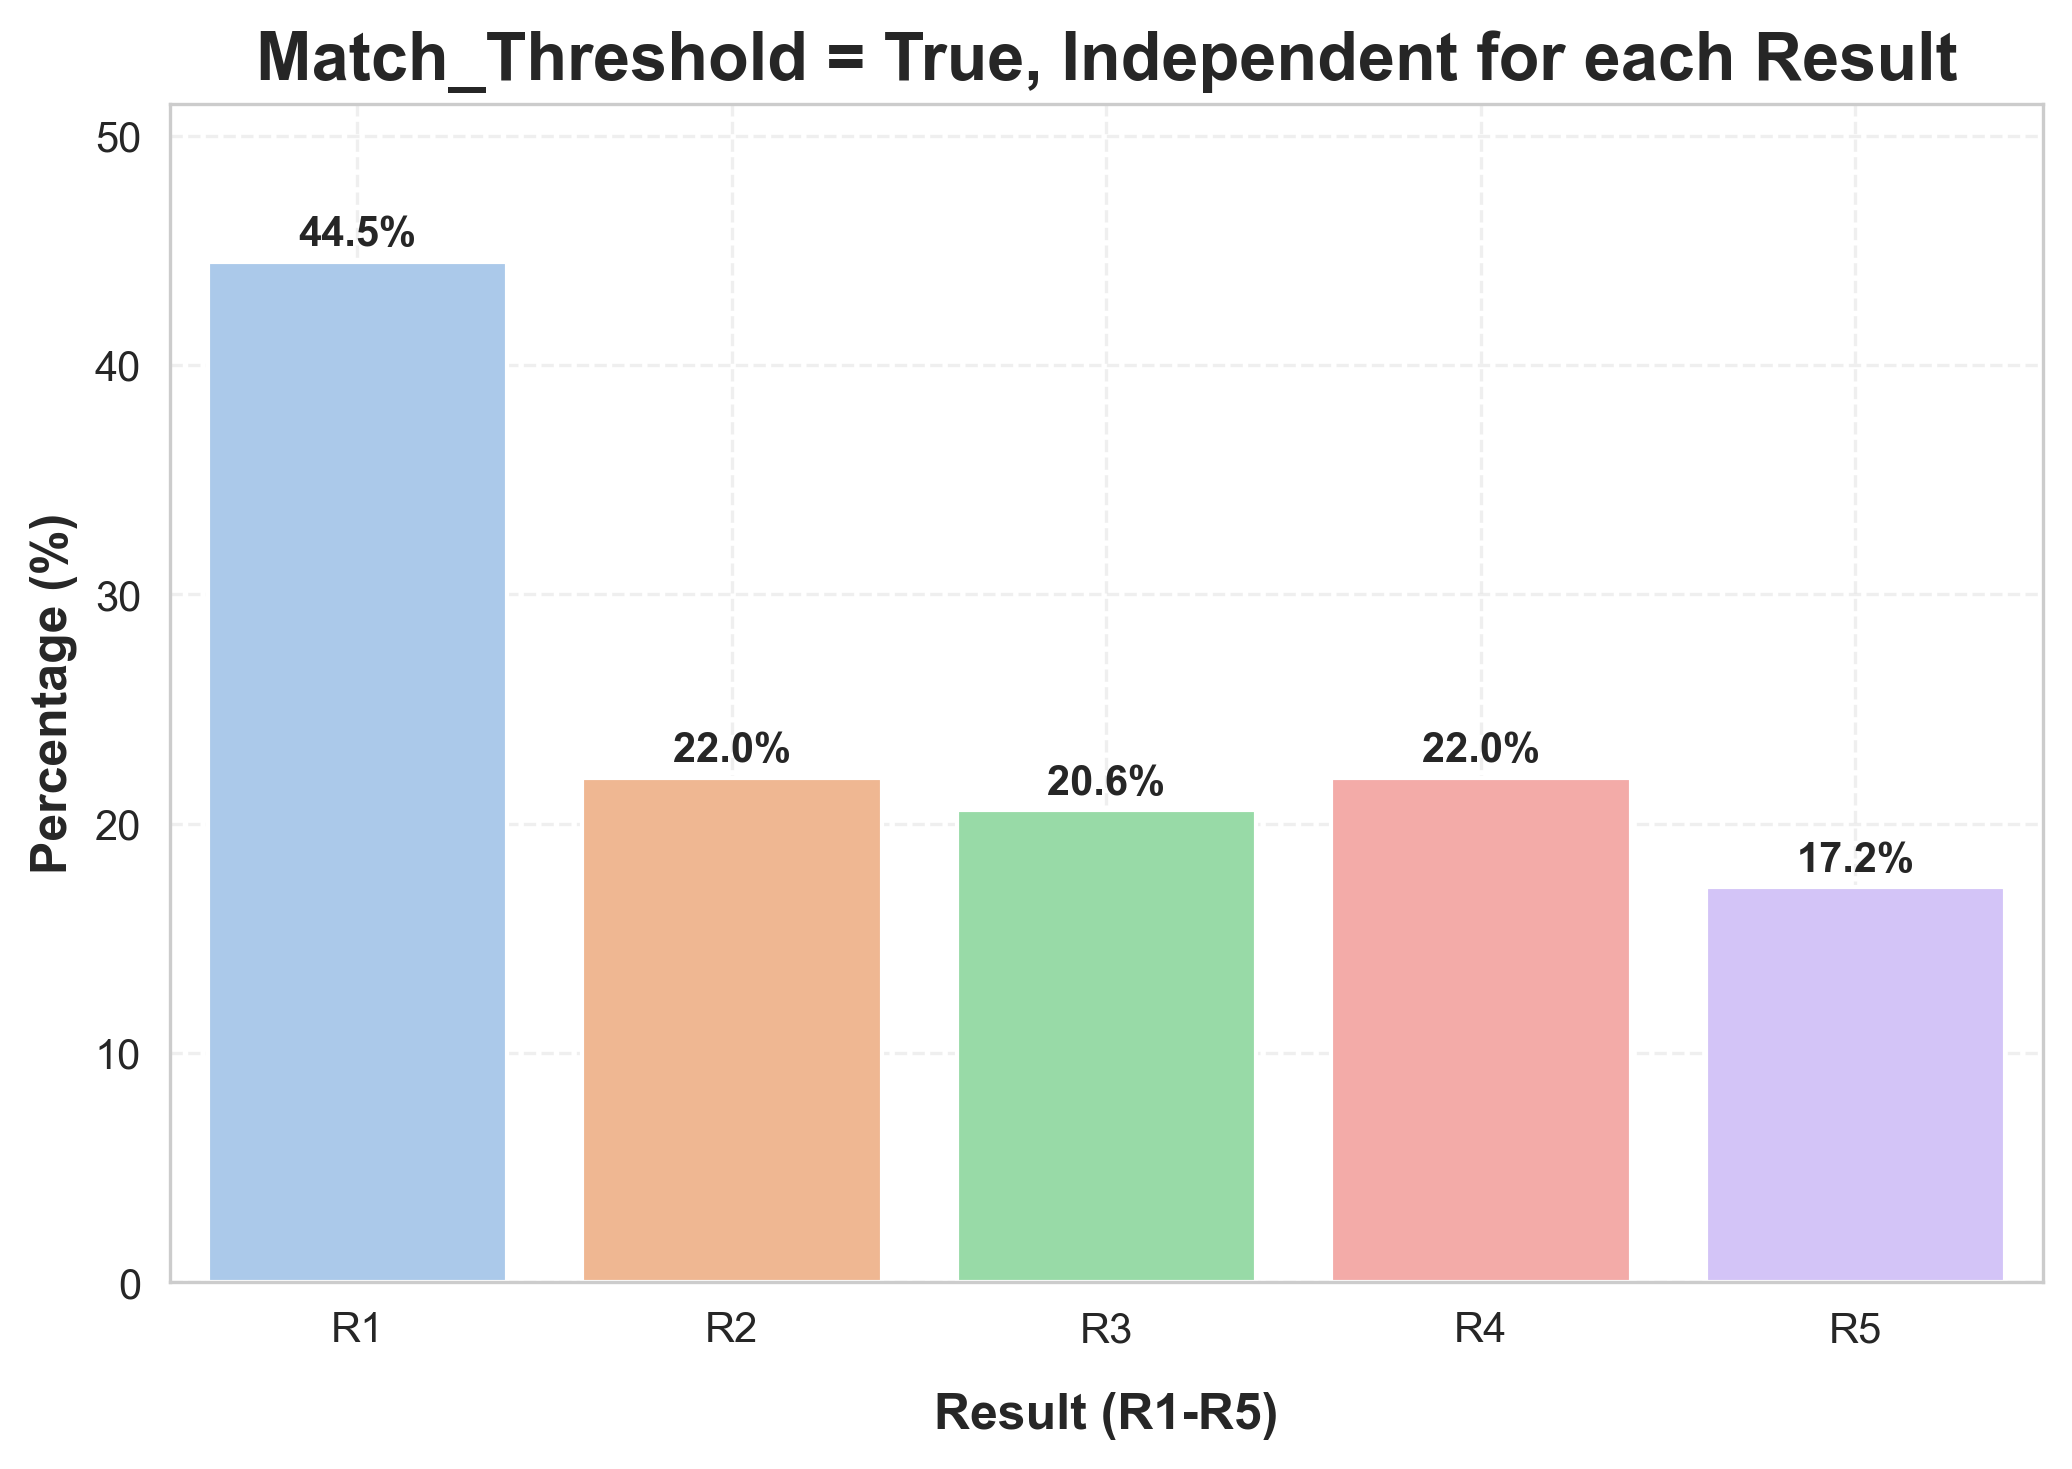 Match_Threshold = True, Independent for each Result
Percentage (%)
50
40
30
20
10
0
44.5%
22.0%
20.6%
22.0%
17.2%
R1
R2
R3
R4
R5
Result (R1-R5)